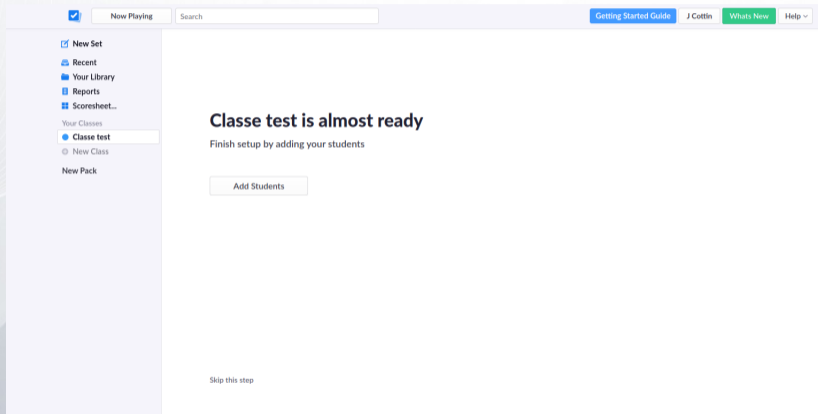 Now Playing
Search
Getting Started Guide
J Cottin
Whats New
Help
New Set
Recent
Your Library
Reports
Scoresheet...
Your Classes
Classe test
New Class
New Pack
Classe test is almost ready
Finish setup by adding your students
Add Students
Skip this step